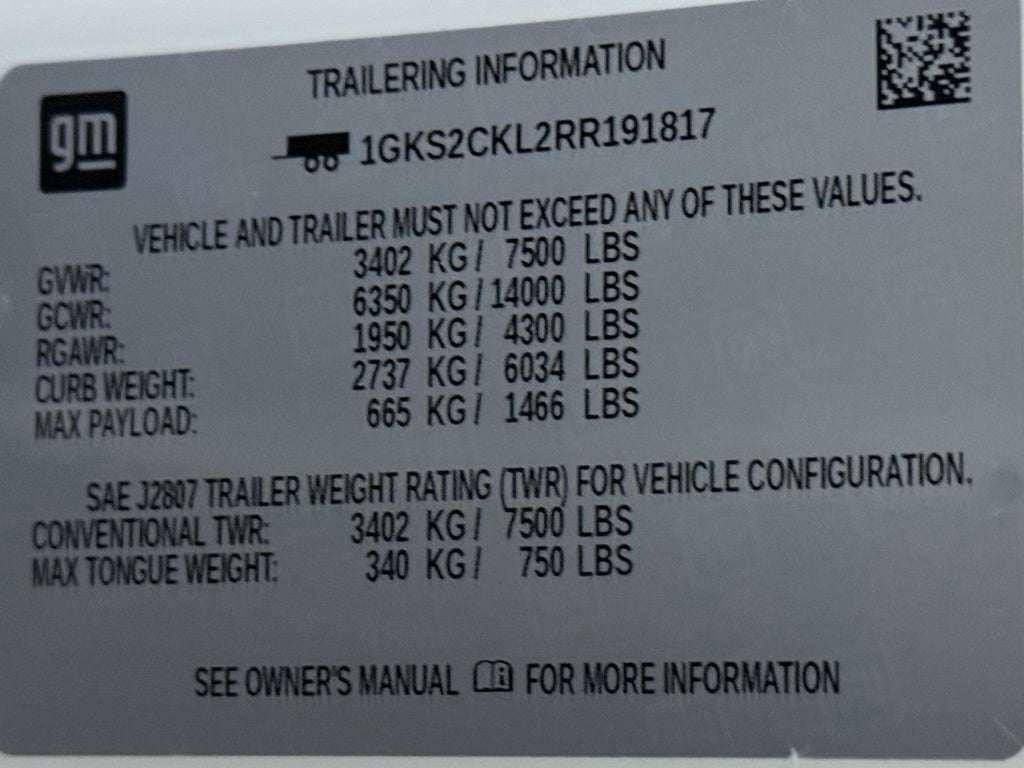 gm
TRAILERING INFORMATION
1GKS2CKL2RR191817
VEHICLE AND TRAILER MUST NOT EXCEED ANY OF THESE VALUES.
GVWR: 3402 KG / 7500 LBS
GCWR: 6350 KG / 14000 LBS
RGAWR: 1950 KG / 4300 LBS
CURB WEIGHT: 2737 KG / 6034 LBS
MAX PAYLOAD: 665 KG / 1466 LBS
SAE J2807 TRAILER WEIGHT RATING (TWR) FOR VEHICLE CONFIGURATION.
CONVENTIONAL TWR: 3402 KG / 7500 LBS
MAX TONGUE WEIGHT: 340 KG / 750 LBS
SEE OWNER'S MANUAL FOR MORE INFORMATION